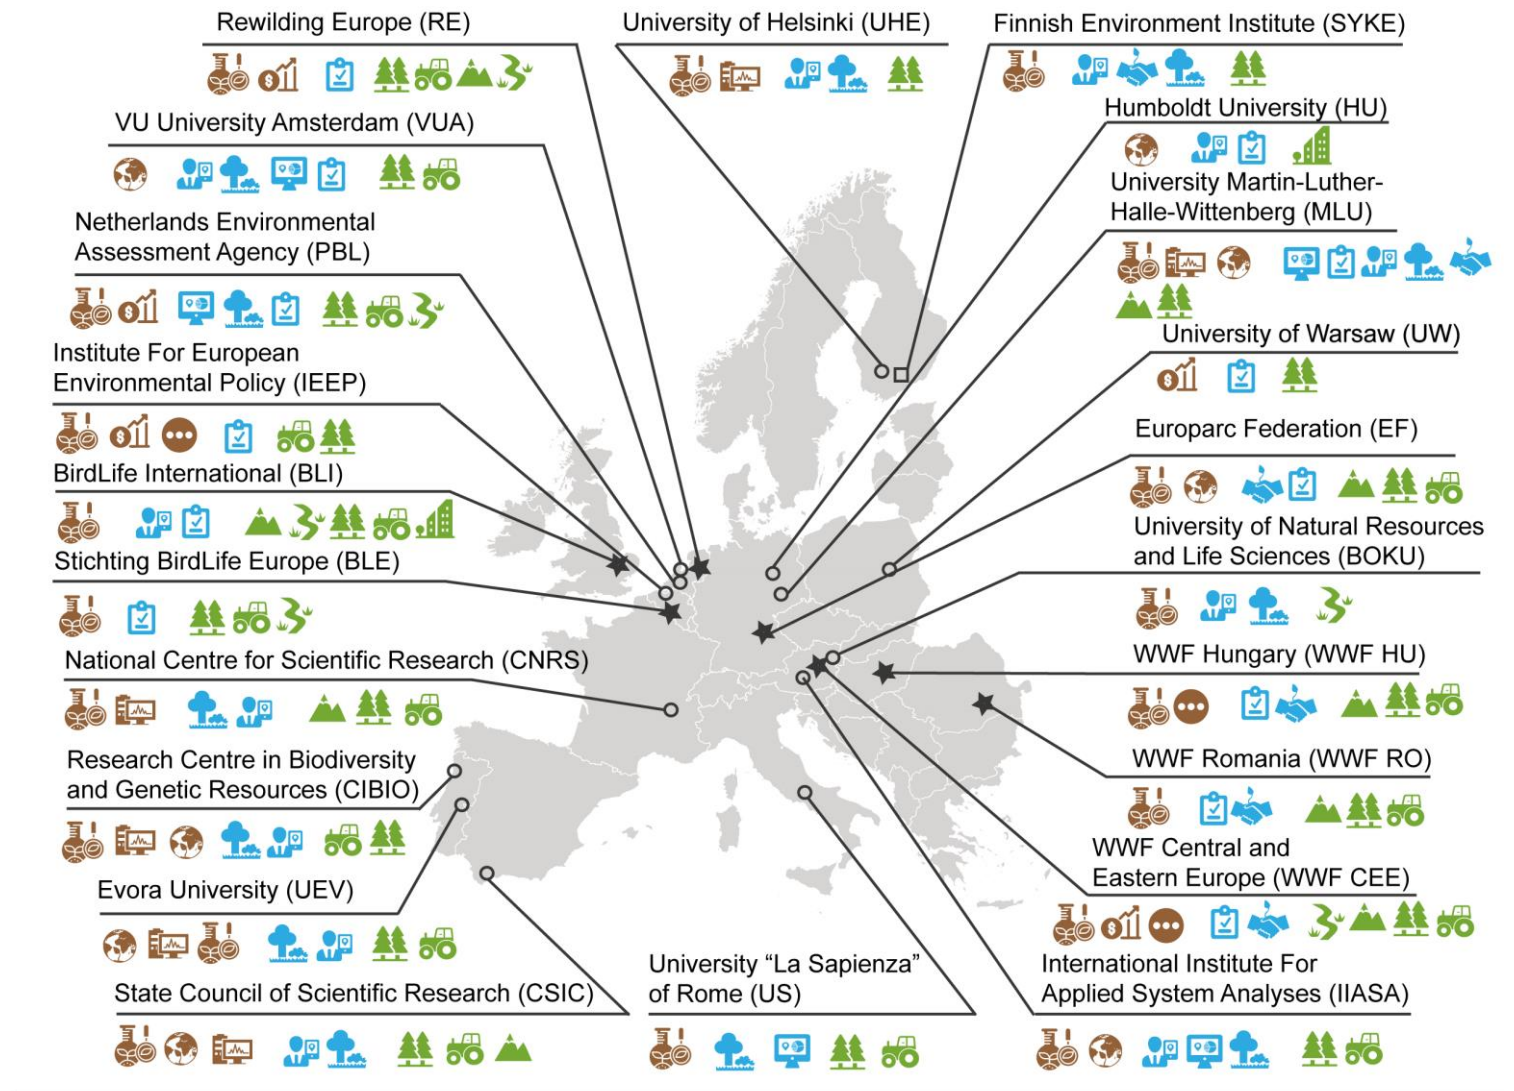 Rewilding Europe (RE)
University of Helsinki (UHE)
Finnish Environment Institute (SYKE)
VU University Amsterdam (VUA)
Humboldt University (HU)
University Martin-Luther-
Halle-Wittenberg (MLU)
Netherlands Environmental
Assessment Agency (PBL)
University of Warsaw (UW)
Institute For European
Environmental Policy (IEEP)
Europarc Federation (EF)
BirdLife International (BLI)
University of Natural Resources
and Life Sciences (BOKU)
Stichting BirdLife Europe (BLE)
WWF Hungary (WWF HU)
National Centre for Scientific Research (CNRS)
WWF Romania (WWF RO)
Research Centre in Biodiversity
and Genetic Resources (CIBIO)
WWF Central and
Eastern Europe (WWF CEE)
Evora University (UEV)
State Council of Scientific Research (CSIC)
University “La Sapienza”
of Rome (US)
International Institute For
Applied System Analyses (IIASA)